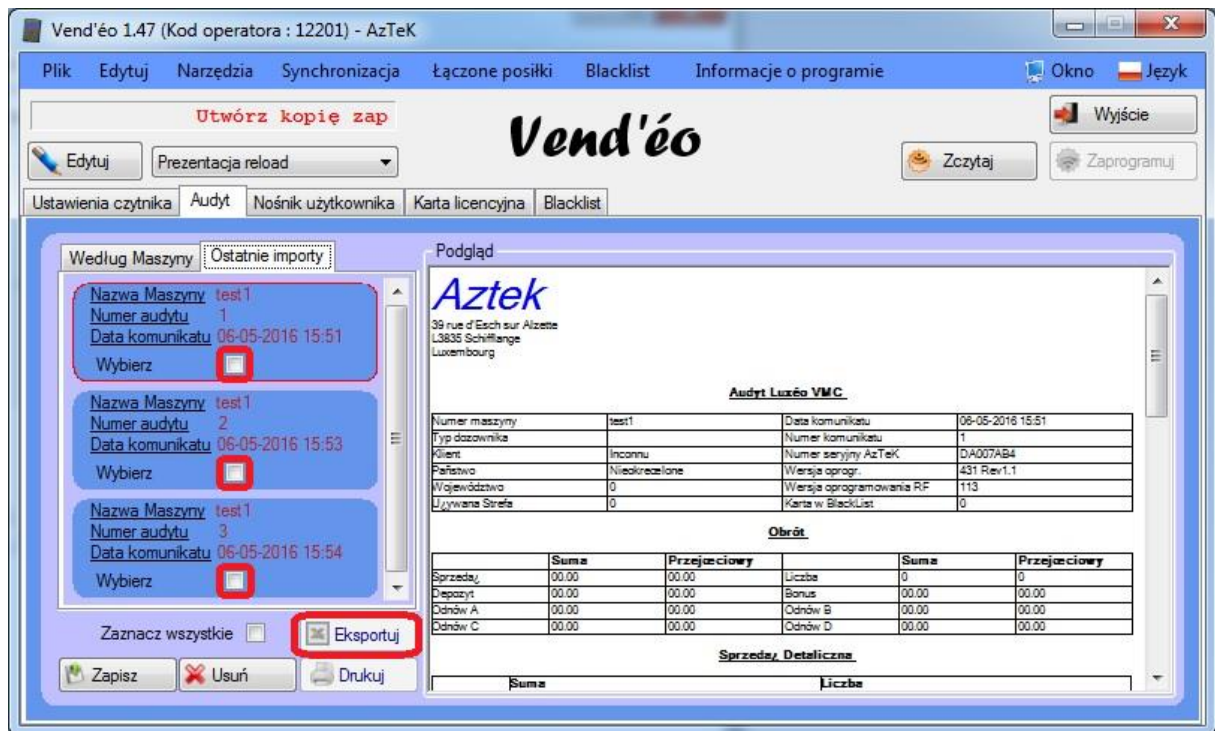 Vend'éo 1.47 (Kod operatora : 12201) - AzTeK
Plik Edytuj Narzędzia Synchronizacja Łączone posiłki Blacklist Informacje o programie Okno Język
Utwórz kopię zap
Vend'éo
Wyjście
Edytuj Prezentacja reload Zczytaj Zaprogramuj
Ustawienia czytnika Audyt Nośnik użytkownika Karta licencyjna Blacklist
Według Maszyny Ostatnie importy
Nazwa Maszyny test1
Numer audytu 1
Data komunikatu 06-05-2016 15:51
Wybierz
Nazwa Maszyny test1
Numer audytu 2
Data komunikatu 06-05-2016 15:53
Wybierz
Nazwa Maszyny test1
Numer audytu 3
Data komunikatu 06-05-2016 15:54
Wybierz
Zaznacz wszystkie Eksportuj
Zapisz Usuń Drukuj
Podgląd
Aztek
39 rue d'Esch sur Alzette
L3835 Schifflange
Luxembourg
Audyt Luxéo VMC
Numer maszyny test1 Data komunikatu 06-05-2016 15:51
Typ dozownika Numer komunikatu 1
Klient Inconnu Numer seryjny AzTeK DA007AB4
Państwo Nieokrezelone Wersja oprogr. 431 Rev1.1
Województwo 0 Wersja oprogramowania RF 113
U¿ywana Strefa 0 Karta w BlackList 0
Obrót
Suma Przejœciowy Suma Przejœciowy
Sprzeda¿ 00.00 00.00 Liczba 0 0
Depozyt 00.00 00.00 Bonus 00.00 00.00
Odnów A 00.00 00.00 Odnów B 00.00 00.00
Odnów C 00.00 00.00 Odnów D 00.00 00.00
Sprzeda¿ Detaliczna
Suma Liczba